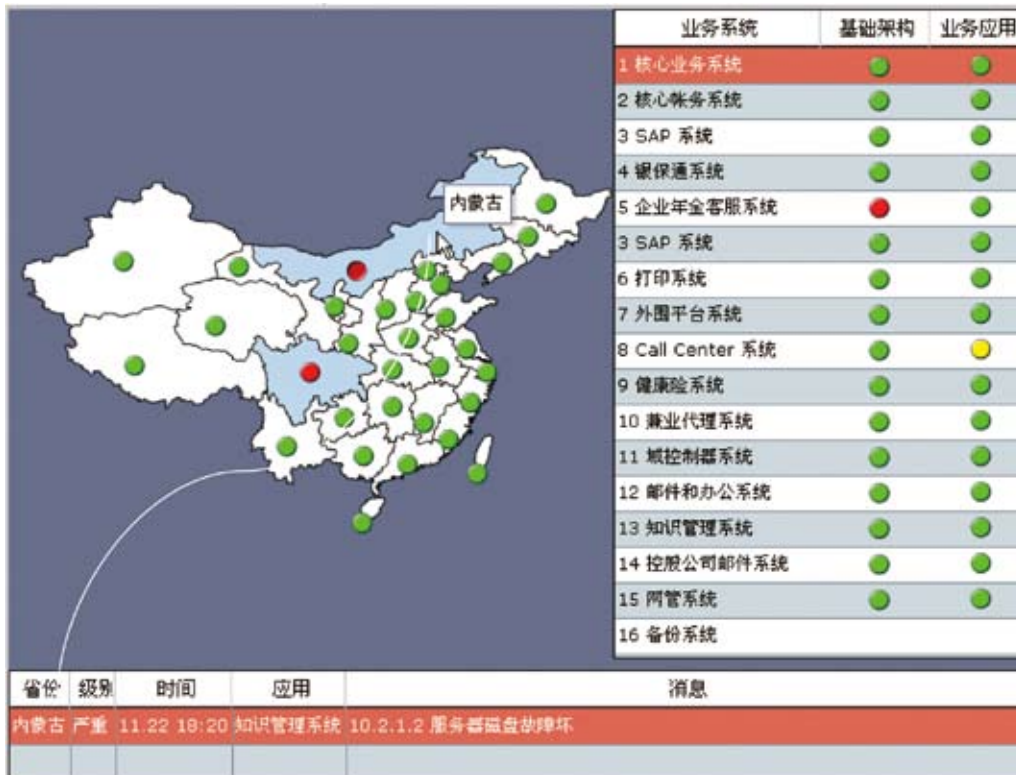 业务系统 基础架构 业务应用
1 核心业务系统
2 核心帐务系统
3 SAP 系统
4 银保通系统
内蒙古
5 企业年金客服系统
3 SAP 系统
6 打印系统
7 外围平台系统
8 Call Center 系统
9 健康险系统
10 兼业代理系统
11 域控制器系统
12 邮件和办公系统
13 知识管理系统
14 控股公司邮件系统
15 网管系统
16 备份系统
省份 级别 时间 应用 消息
内蒙古 严重 11.22 18:20 知识管理系统 10.2.1.2 服务器磁盘故障坏